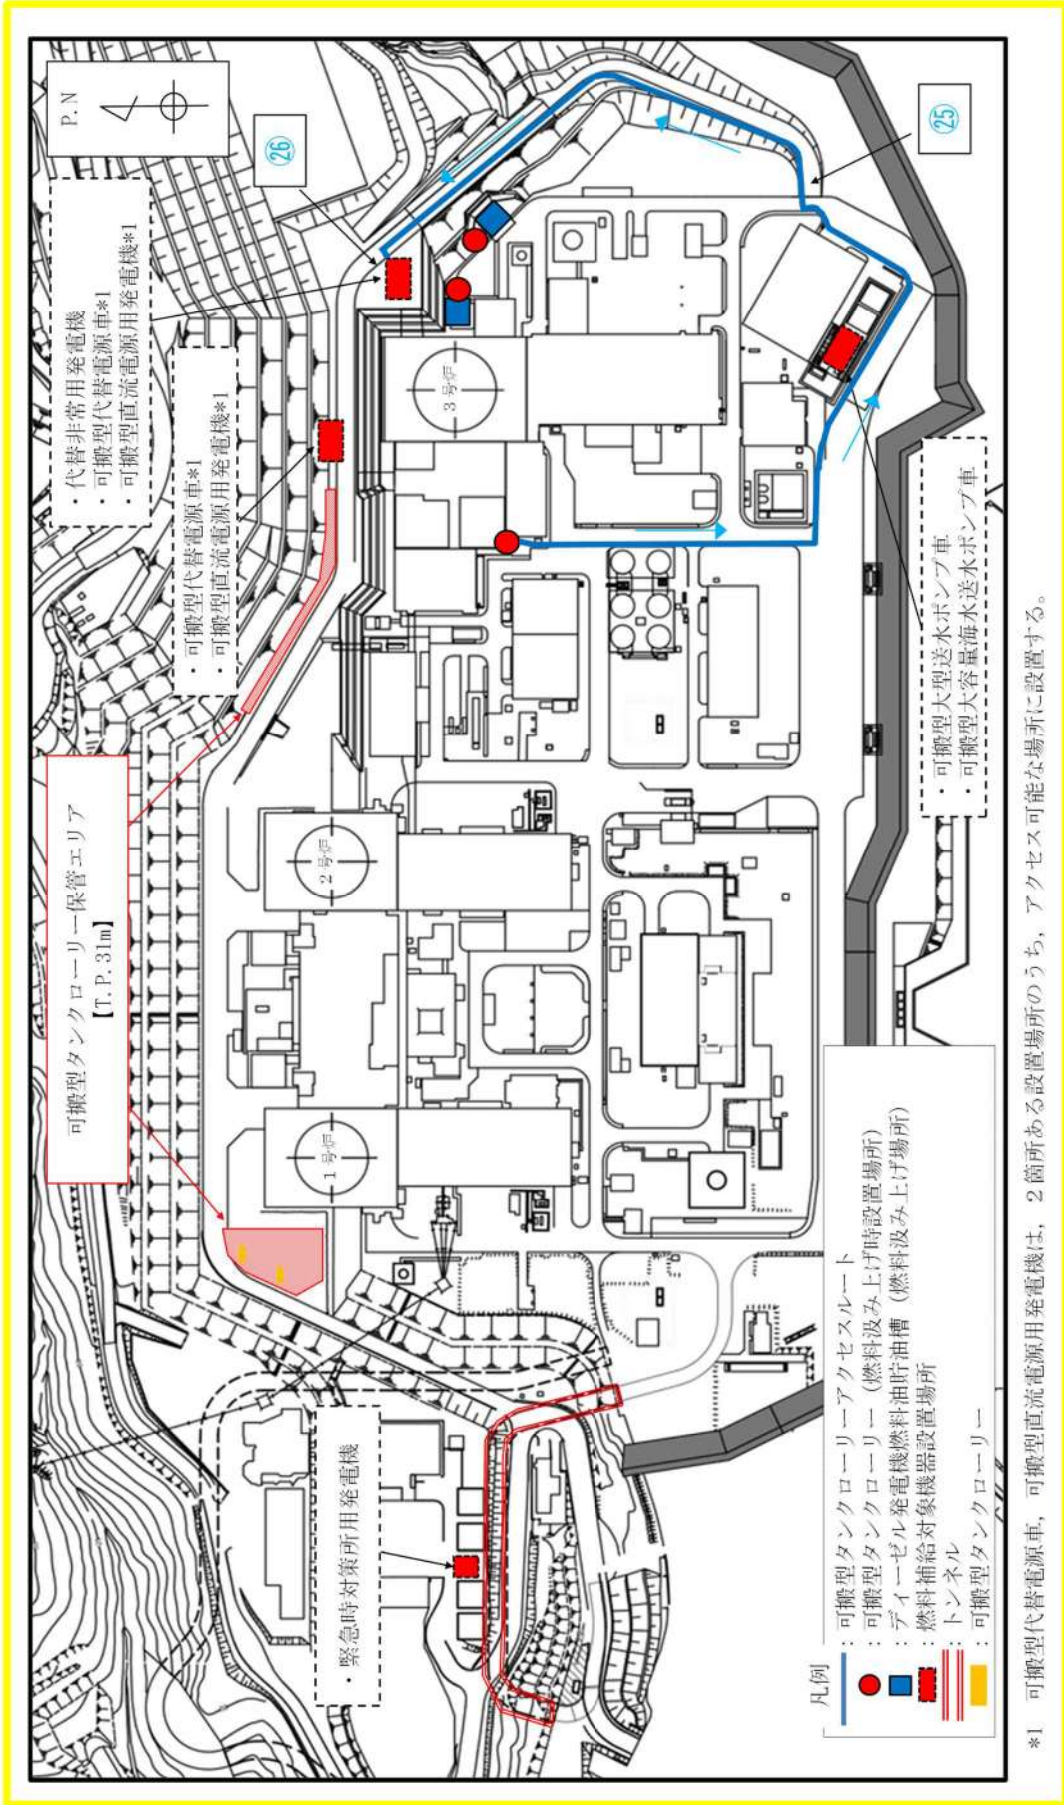 P.N
㉖
㉕
・代替非常用発電機
・可搬型代替電源車*1
・可搬型直流電源用発電機*1
・可搬型代替電源車*1
・可搬型直流電源用発電機*1
可搬型タンクローリー保管エリア
【T.P.31m】
3号炉
2号炉
1号炉
・緊急時対策所用発電機
・可搬型大型送水ポンプ車
・可搬型大容量海水送水ポンプ車
凡例
：可搬型タンクローリーアクセスルート
：可搬型タンクローリー（燃料汲み上げ時設置場所）
：ディーゼル発電機燃料油貯油槽（燃料汲み上げ場所）
：燃料補給対象機器設置場所
：トンネル
：可搬型タンクローリー
*1　可搬型代替電源車，可搬型直流電源用発電機は，2箇所ある設置場所のうち，アクセス可能な場所に設置する。